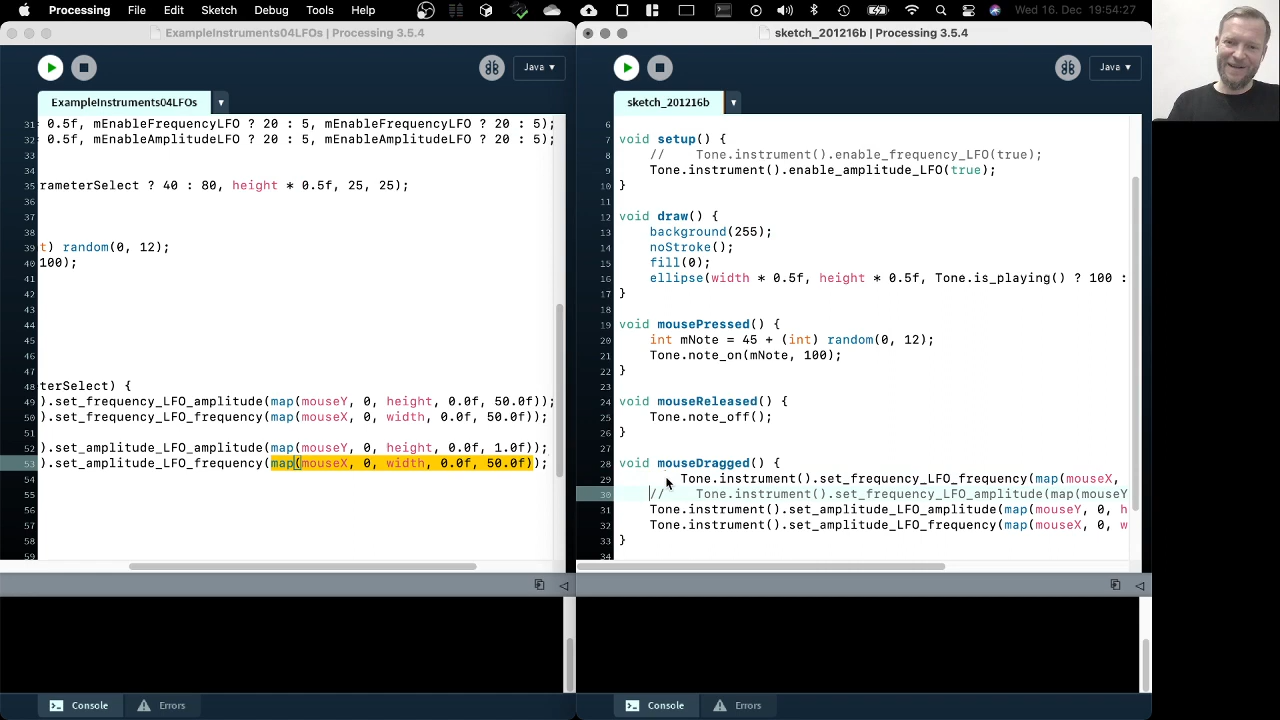 Processing File Edit Sketch Debug Tools Help Wed 16. Dec 19:54:27
ExampleInstruments04LFOs | Processing 3.5.4
Java ▾
ExampleInstruments04LFOs ▾
31 0.5f, mEnableFrequencyLFO ? 20 : 5, mEnableFrequencyLFO ? 20 : 5);
32 0.5f, mEnableAmplitudeLFO ? 20 : 5, mEnableAmplitudeLFO ? 20 : 5);
33
34
35 rameterSelect ? 40 : 80, height * 0.5f, 25, 25);
36
37
38
39 t) random(0, 12);
40 100);
41
42
43
44
45
46
47
48 terSelect) {
49 ).set_frequency_LFO_amplitude(map(mouseY, 0, height, 0.0f, 50.0f));
50 ).set_frequency_LFO_frequency(map(mouseX, 0, width, 0.0f, 50.0f));
51
52 ).set_amplitude_LFO_amplitude(map(mouseY, 0, height, 0.0f, 1.0f));
53 ).set_amplitude_LFO_frequency(map(mouseX, 0, width, 0.0f, 50.0f));
54
55
56
57
58
59
Console Errors
sketch_201216b | Processing 3.5.4
Java ▾
sketch_201216b ▾
6
7 void setup() {
8 // Tone.instrument().enable_frequency_LFO(true);
9 Tone.instrument().enable_amplitude_LFO(true);
10 }
11
12 void draw() {
13 background(255);
14 noStroke();
15 fill(0);
16 ellipse(width * 0.5f, height * 0.5f, Tone.is_playing() ? 100 :
17 }
18
19 void mousePressed() {
20 int mNote = 45 + (int) random(0, 12);
21 Tone.note_on(mNote, 100);
22 }
23
24 void mouseReleased() {
25 Tone.note_off();
26 }
27
28 void mouseDragged() {
29 Tone.instrument().set_frequency_LFO_frequency(map(mouseX,
30 // Tone.instrument().set_frequency_LFO_amplitude(map(mouseY
31 Tone.instrument().set_amplitude_LFO_amplitude(map(mouseY, 0, h
32 Tone.instrument().set_amplitude_LFO_frequency(map(mouseX, 0, w
33 }
34
Console Errors